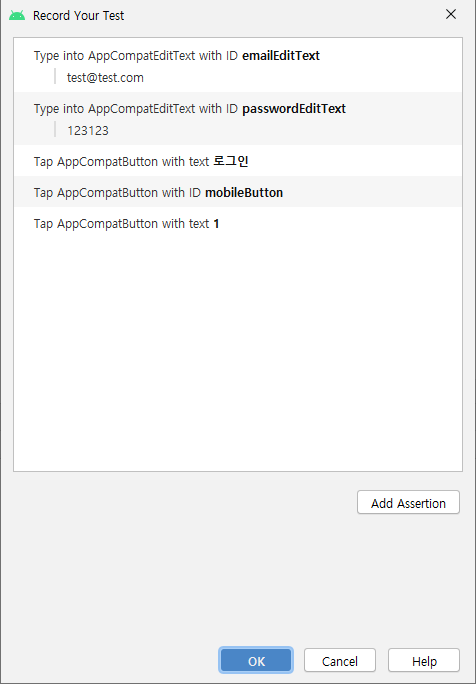 Record Your Test
Type into AppCompatEditText with ID emailEditText
test@test.com
Type into AppCompatEditText with ID passwordEditText
123123
Tap AppCompatButton with text 로그인
Tap AppCompatButton with ID mobileButton
Tap AppCompatButton with text 1
Add Assertion
OK
Cancel
Help